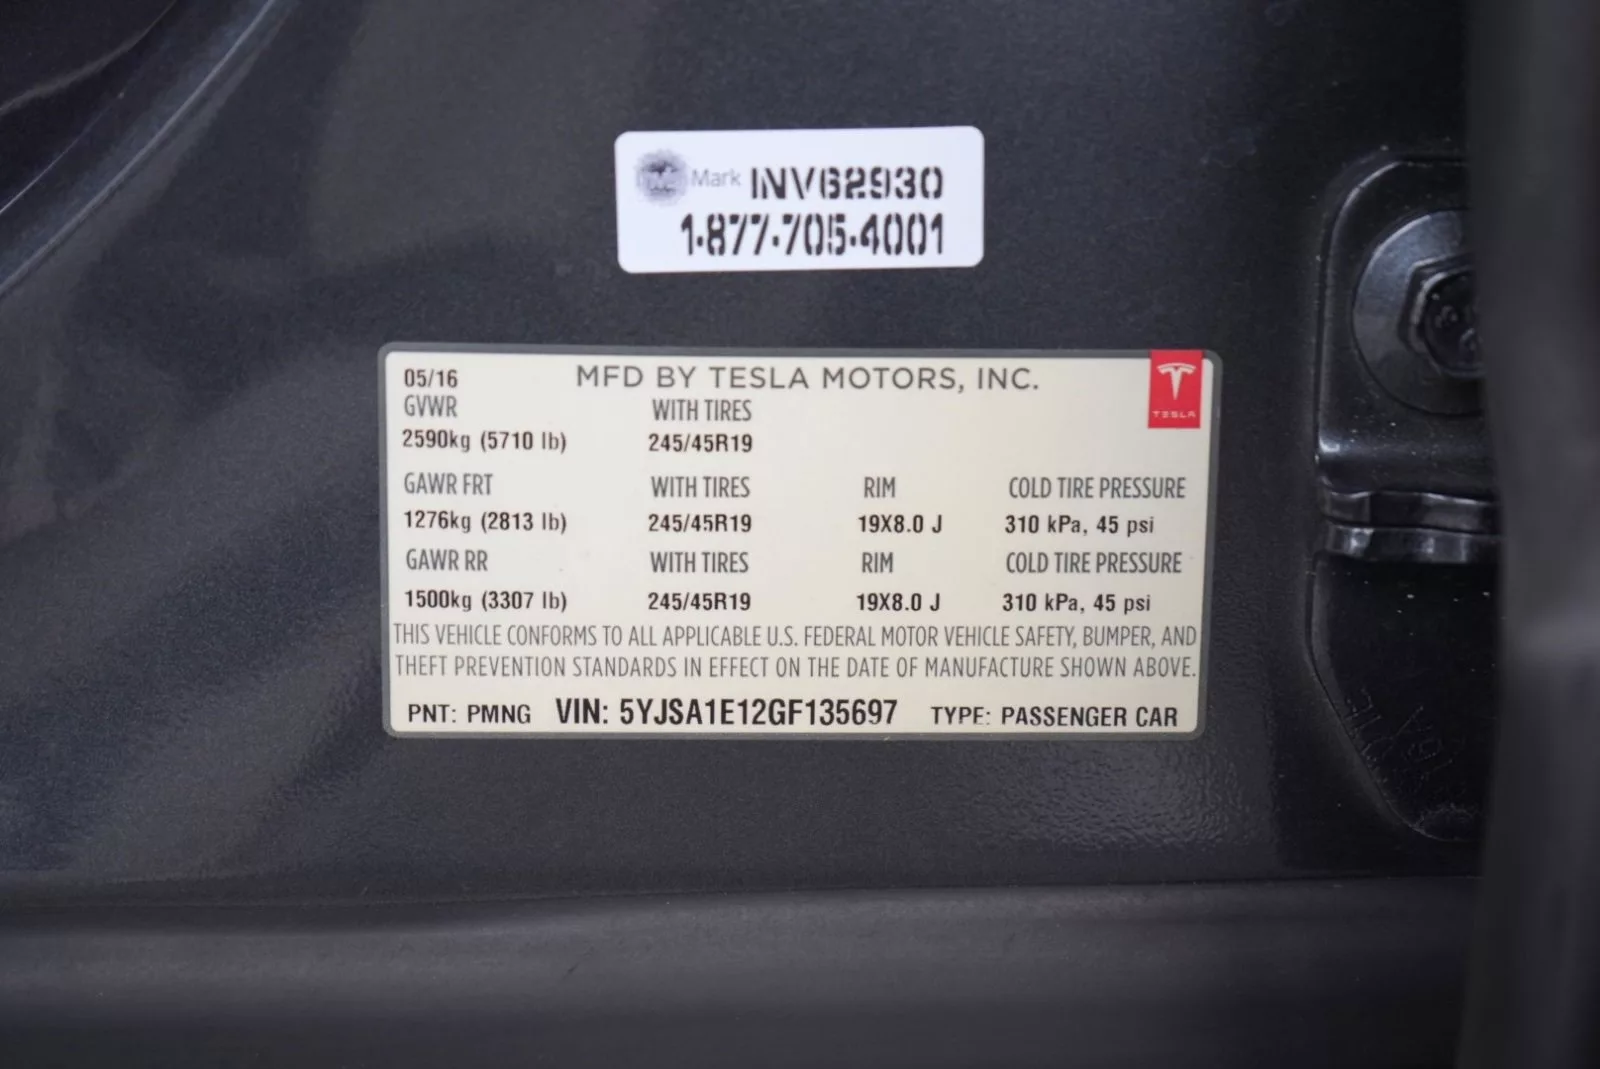 Mark INV62930
1-877-705-4001
05/16 MFD BY TESLA MOTORS, INC.
TESLA
GVWR WITH TIRES
2590kg (5710 lb) 245/45R19
GAWR FRT WITH TIRES RIM COLD TIRE PRESSURE
1276kg (2813 lb) 245/45R19 19X8.0 J 310 kPa, 45 psi
GAWR RR WITH TIRES RIM COLD TIRE PRESSURE
1500kg (3307 lb) 245/45R19 19X8.0 J 310 kPa, 45 psi
THIS VEHICLE CONFORMS TO ALL APPLICABLE U.S. FEDERAL MOTOR VEHICLE SAFETY, BUMPER, AND
THEFT PREVENTION STANDARDS IN EFFECT ON THE DATE OF MANUFACTURE SHOWN ABOVE.
PNT: PMNG VIN: 5YJSA1E12GF135697 TYPE: PASSENGER CAR